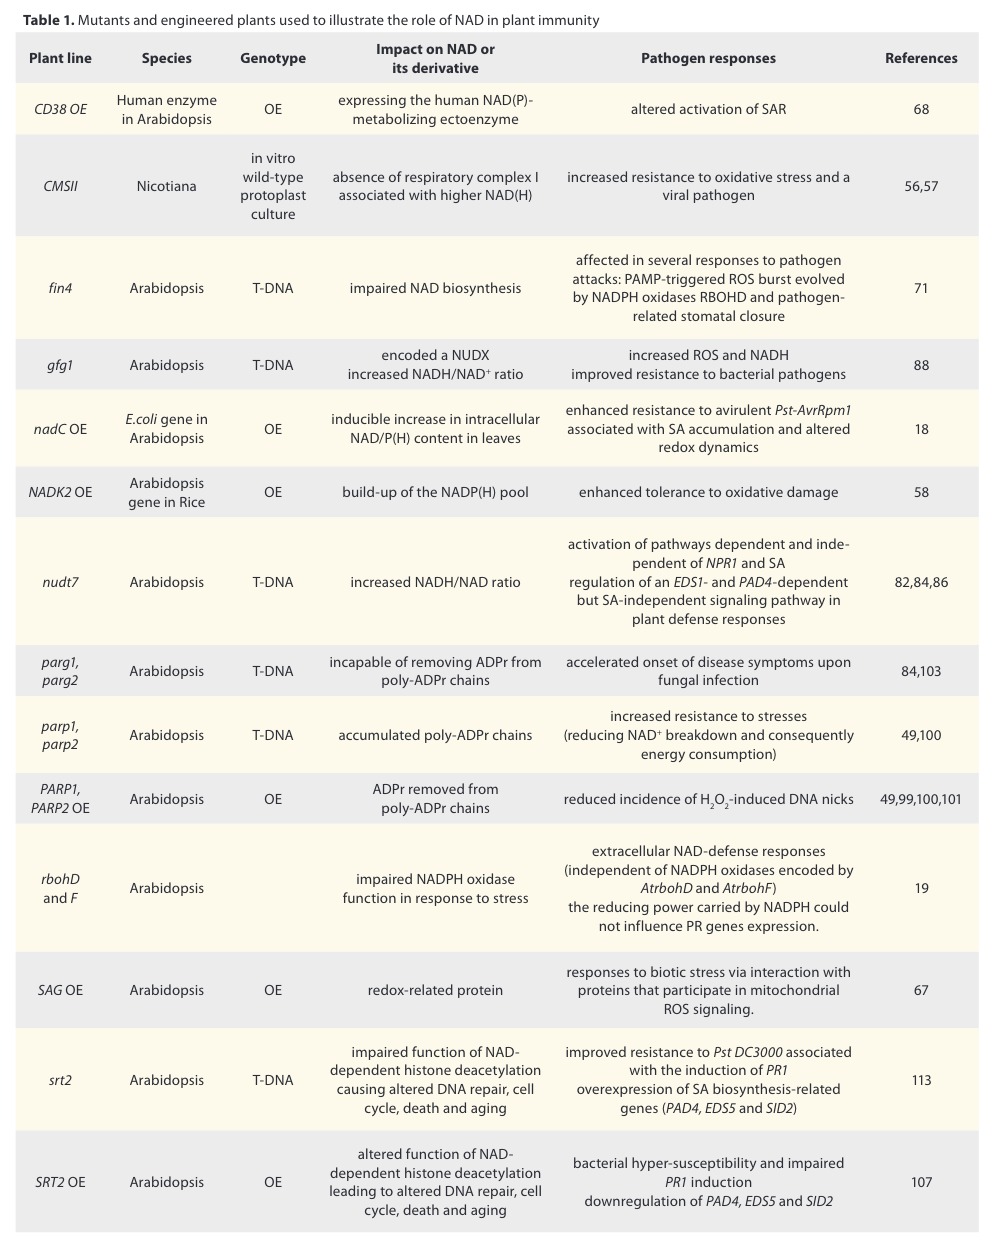 Table 1. Mutants and engineered plants used to illustrate the role of NAD in plant immunity
Plant line Species Genotype Impact on NAD or its derivative Pathogen responses References
CD38 OE
Human enzyme
in Arabidopsis
OE
expressing the human NAD(P)-
metabolizing ectoenzyme
altered activation of SAR
68
CMSII
Nicotiana
in vitro
wild-type
protoplast
culture
absence of respiratory complex I
associated with higher NAD(H)
increased resistance to oxidative stress and a
viral pathogen
56,57
fin4
Arabidopsis
T-DNA
impaired NAD biosynthesis
affected in several responses to pathogen
attacks: PAMP-triggered ROS burst evolved
by NADPH oxidases RBOHD and pathogen-
related stomatal closure
71
gfg1
Arabidopsis
T-DNA
encoded a NUDX
increased NADH/NAD⁺ ratio
increased ROS and NADH
improved resistance to bacterial pathogens
88
nadC OE
E.coli gene in
Arabidopsis
OE
inducible increase in intracellular
NAD/P(H) content in leaves
enhanced resistance to avirulent Pst-AvrRpm1
associated with SA accumulation and altered
redox dynamics
18
NADK2 OE
Arabidopsis
gene in Rice
OE
build-up of the NADP(H) pool
enhanced tolerance to oxidative damage
58
nudt7
Arabidopsis
T-DNA
increased NADH/NAD ratio
activation of pathways dependent and inde-
pendent of NPR1 and SA
regulation of an EDS1- and PAD4-dependent
but SA-independent signaling pathway in
plant defense responses
82,84,86
parg1,
parg2
Arabidopsis
T-DNA
incapable of removing ADPr from
poly-ADPr chains
accelerated onset of disease symptoms upon
fungal infection
84,103
parp1,
parp2
Arabidopsis
T-DNA
accumulated poly-ADPr chains
increased resistance to stresses
(reducing NAD⁺ breakdown and consequently
energy consumption)
49,100
PARP1,
PARP2 OE
Arabidopsis
OE
ADPr removed from
poly-ADPr chains
reduced incidence of H₂O₂-induced DNA nicks
49,99,100,101
rbohD
and F
Arabidopsis
impaired NADPH oxidase
function in response to stress
extracellular NAD-defense responses
(independent of NADPH oxidases encoded by
AtrbohD and AtrbohF)
the reducing power carried by NADPH could
not influence PR genes expression.
19
SAG OE
Arabidopsis
OE
redox-related protein
responses to biotic stress via interaction with
proteins that participate in mitochondrial
ROS signaling.
67
srt2
Arabidopsis
T-DNA
impaired function of NAD-
dependent histone deacetylation
causing altered DNA repair, cell
cycle, death and aging
improved resistance to Pst DC3000 associated
with the induction of PR1
overexpression of SA biosynthesis-related
genes (PAD4, EDS5 and SID2)
113
SRT2 OE
Arabidopsis
OE
altered function of NAD-
dependent histone deacetylation
leading to altered DNA repair, cell
cycle, death and aging
bacterial hyper-susceptibility and impaired
PR1 induction
downregulation of PAD4, EDS5 and SID2
107